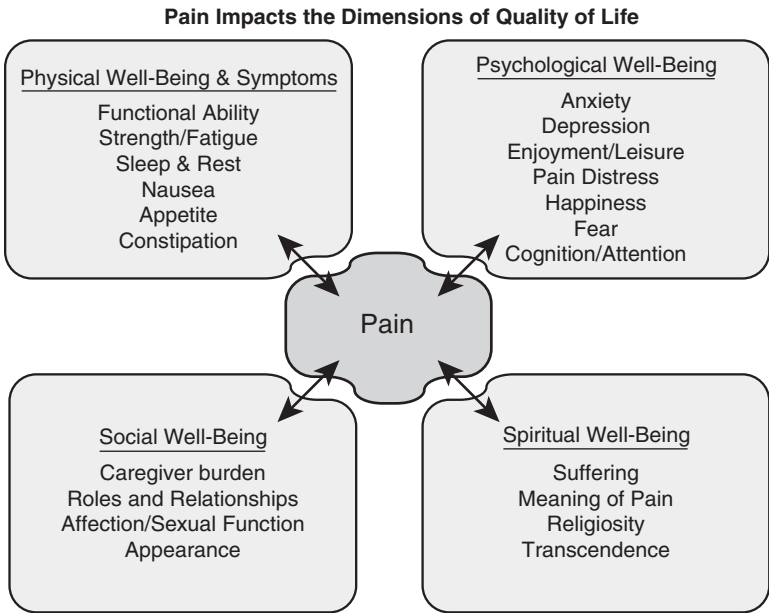 Pain Impacts the Dimensions of Quality of Life
Physical Well-Being & Symptoms
Functional Ability
Strength/Fatigue
Sleep & Rest
Nausea
Appetite
Constipation
Psychological Well-Being
Anxiety
Depression
Enjoyment/Leisure
Pain Distress
Happiness
Fear
Cognition/Attention
Pain
Social Well-Being
Caregiver burden
Roles and Relationships
Affection/Sexual Function
Appearance
Spiritual Well-Being
Suffering
Meaning of Pain
Religiosity
Transcendence